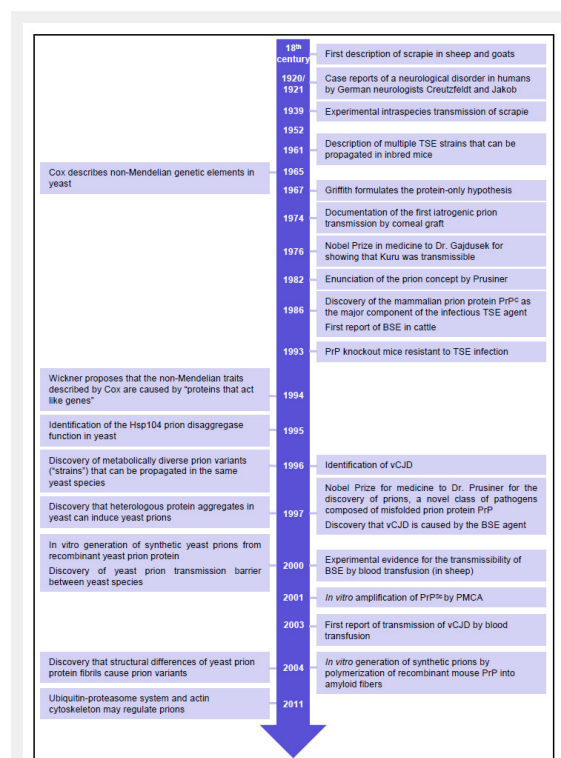 18th century
First description of scrapie in sheep and goats
1920/
1921
Case reports of a neurological disorder in humans
by German neurologists Creutzfeldt and Jakob
1939
Experimental intraspecies transmission of scrapie
1952
1961
Description of multiple TSE strains that can be
propagated in inbred mice
Cox describes non-Mendelian genetic elements in
yeast
1965
1967
Griffith formulates the protein-only hypothesis
1974
Documentation of the first iatrogenic prion
transmission by corneal graft
1976
Nobel Prize in medicine to Dr. Gajdusek for
showing that Kuru was transmissible
1982
Enunciation of the prion concept by Prusiner
1986
Discovery of the mammalian prion protein PrPC as
the major component of the infectious TSE agent
First report of BSE in cattle
1993
PrP knockout mice resistant to TSE infection
Wickner proposes that the non-Mendelian traits
described by Cox are caused by “proteins that act
like genes”
1994
Identification of the Hsp104 prion disaggregase
function in yeast
1995
Discovery of metabolically diverse prion variants
(“strains”) that can be propagated in the same
yeast species
1996
Identification of vCJD
Discovery that heterologous protein aggregates in
yeast can induce yeast prions
1997
Nobel Prize for medicine to Dr. Prusiner for the
discovery of prions, a novel class of pathogens
composed of misfolded prion protein PrP
Discovery that vCJD is caused by the BSE agent
In vitro generation of synthetic yeast prions from
recombinant yeast prion protein
Discovery of yeast prion transmission barrier
between yeast species
2000
Experimental evidence for the transmissibility of
BSE by blood transfusion (in sheep)
2001
In vitro amplification of PrPSc by PMCA
2003
First report of transmission of vCJD by blood
transfusion
Discovery that structural differences of yeast prion
protein fibrils cause prion variants
2004
In vitro generation of synthetic prions by
polymerization of recombinant mouse PrP into
amyloid fibers
Ubiquitin-proteasome system and actin
cytoskeleton may regulate prions
2011